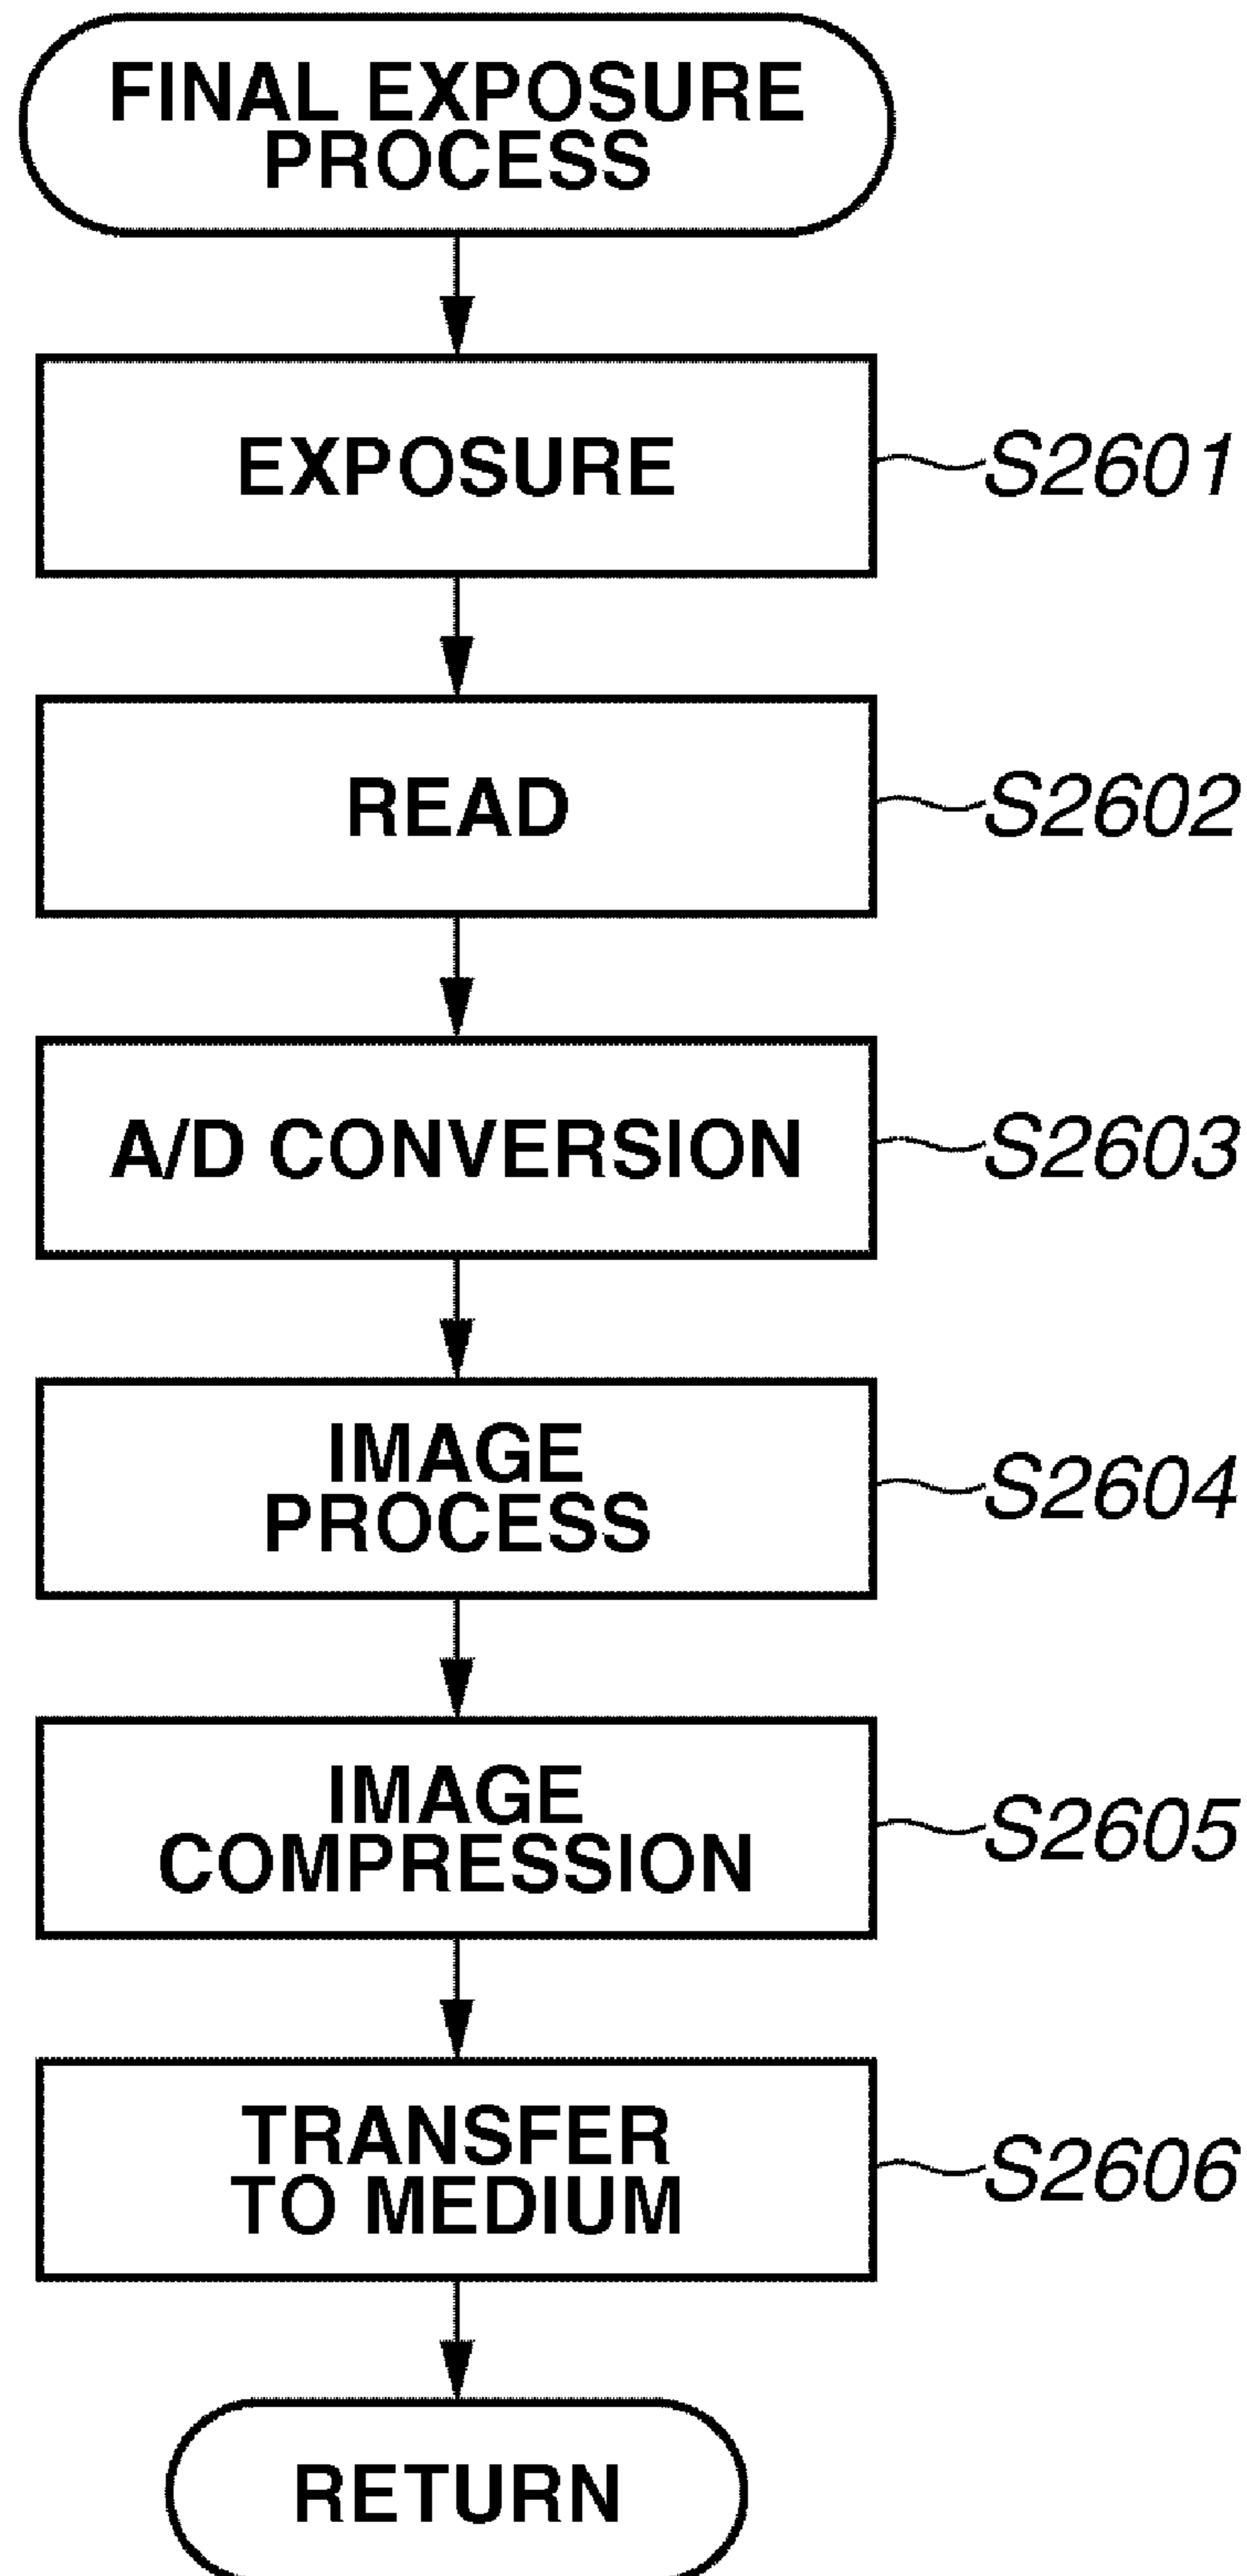 FINAL EXPOSURE
PROCESS
EXPOSURE
S2601
READ
S2602
A/D CONVERSION
S2603
IMAGE
PROCESS
S2604
IMAGE
COMPRESSION
S2605
TRANSFER
TO MEDIUM
S2606
RETURN